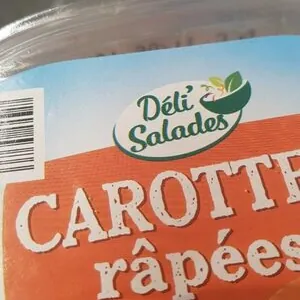 Déli'
Salades
CAROTTE
râpées